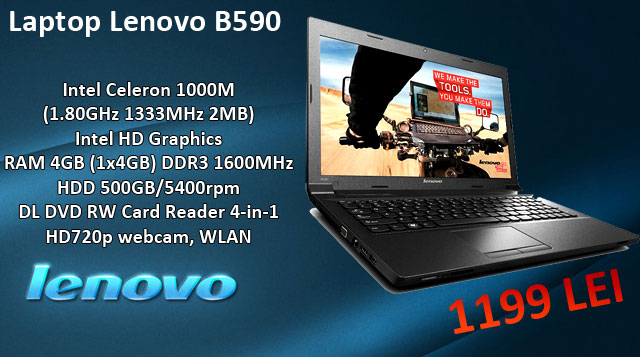 Laptop Lenovo B590
Intel Celeron 1000M
(1.80GHz 1333MHz 2MB)
Intel HD Graphics
RAM 4GB (1x4GB) DDR3 1600MHz
HDD 500GB/5400rpm
DL DVD RW Card Reader 4-in-1
HD720p webcam, WLAN
lenovo
WE MAKE THE
TOOLS.
YOU MAKE THEM
DO.
lenovo
lenovo
1199 LEI